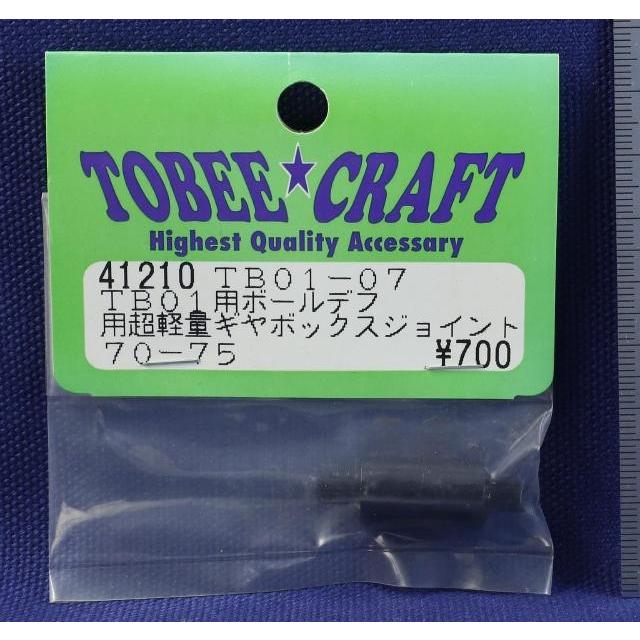 TOBEE★CRAFT
Highest Quality Accessary
41210 TB01-07
TB01用ボールデフ
用超軽量ギヤボックスジョイント
70-75 ¥700